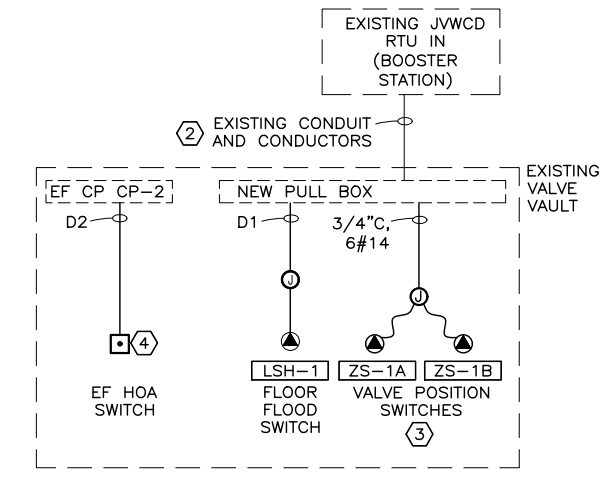 EXISTING JVWCD
RTU IN
(BOOSTER
STATION)
2
EXISTING CONDUIT
AND CONDUCTORS
EXISTING
VALVE
VAULT
EF CP CP-2
NEW PULL BOX
D2
D1
3/4"C,
6#14
J
J
4
LSH-1
ZS-1A
ZS-1B
EF HOA
SWITCH
FLOOR
FLOOD
SWITCH
VALVE POSITION
SWITCHES
3